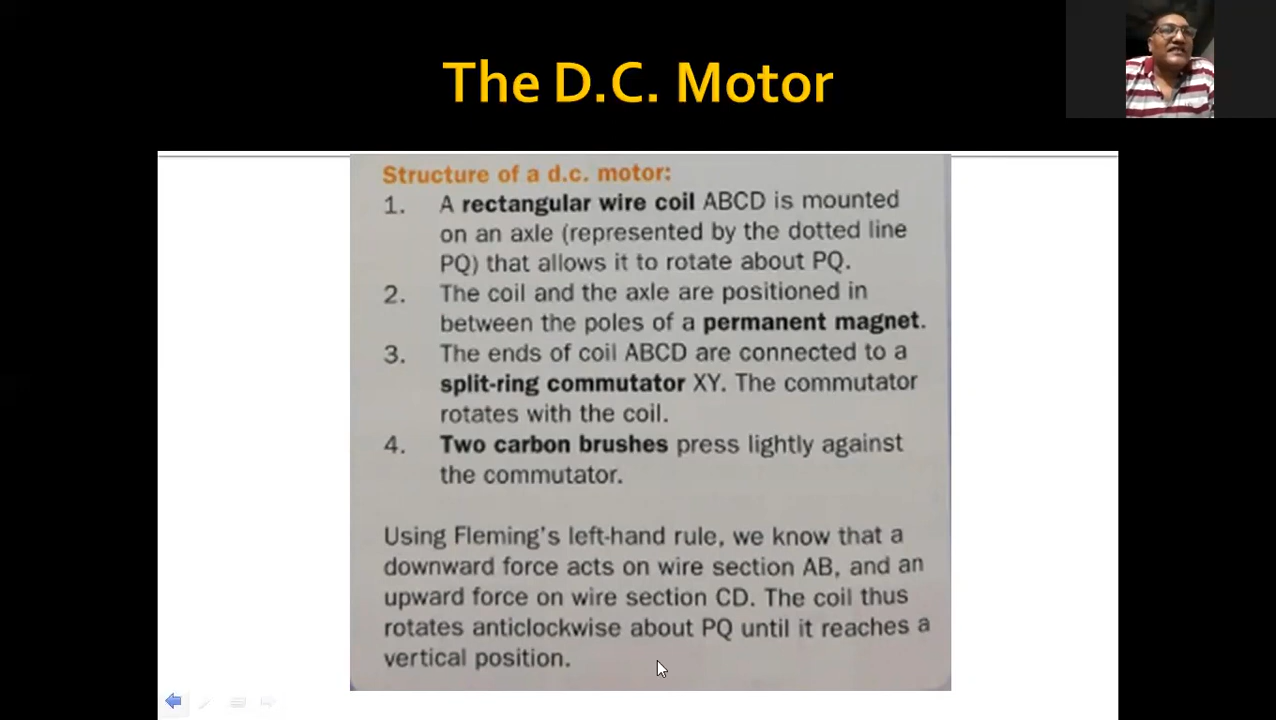 The D.C. Motor
Structure of a d.c. motor:
1. A rectangular wire coil ABCD is mounted
on an axle (represented by the dotted line
PQ) that allows it to rotate about PQ.
2. The coil and the axle are positioned in
between the poles of a permanent magnet.
3. The ends of coil ABCD are connected to a
split-ring commutator XY. The commutator
rotates with the coil.
4. Two carbon brushes press lightly against
the commutator.
Using Fleming's left-hand rule, we know that a
downward force acts on wire section AB, and an
upward force on wire section CD. The coil thus
rotates anticlockwise about PQ until it reaches a
vertical position.